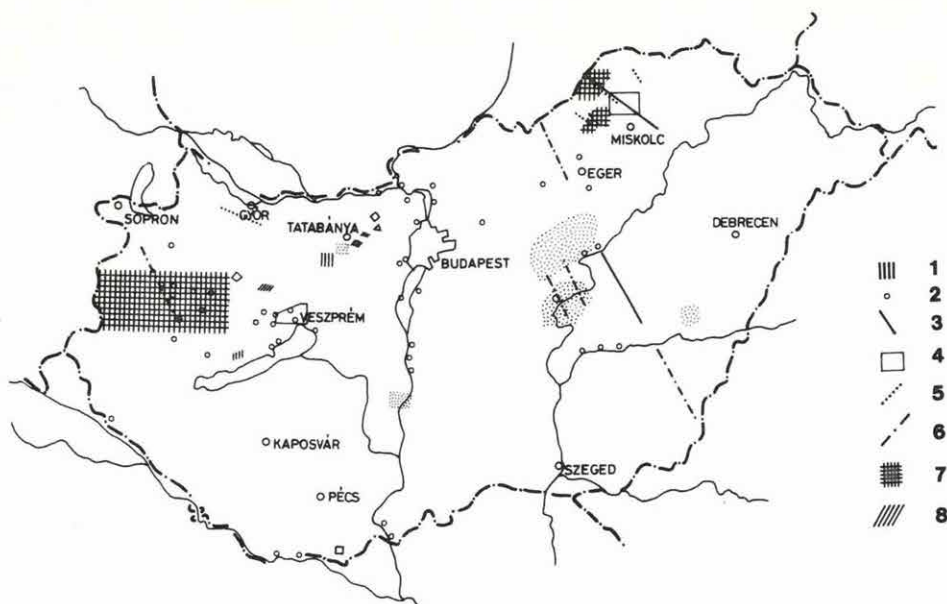 MISKOLC
EGER
SOPRON
GYŐR
TATABÁNYA
DEBRECEN
BUDAPEST
VESZPRÉM
KAPOSVÁR
SZEGED
PÉCS
1
2
3
4
5
6
7
8